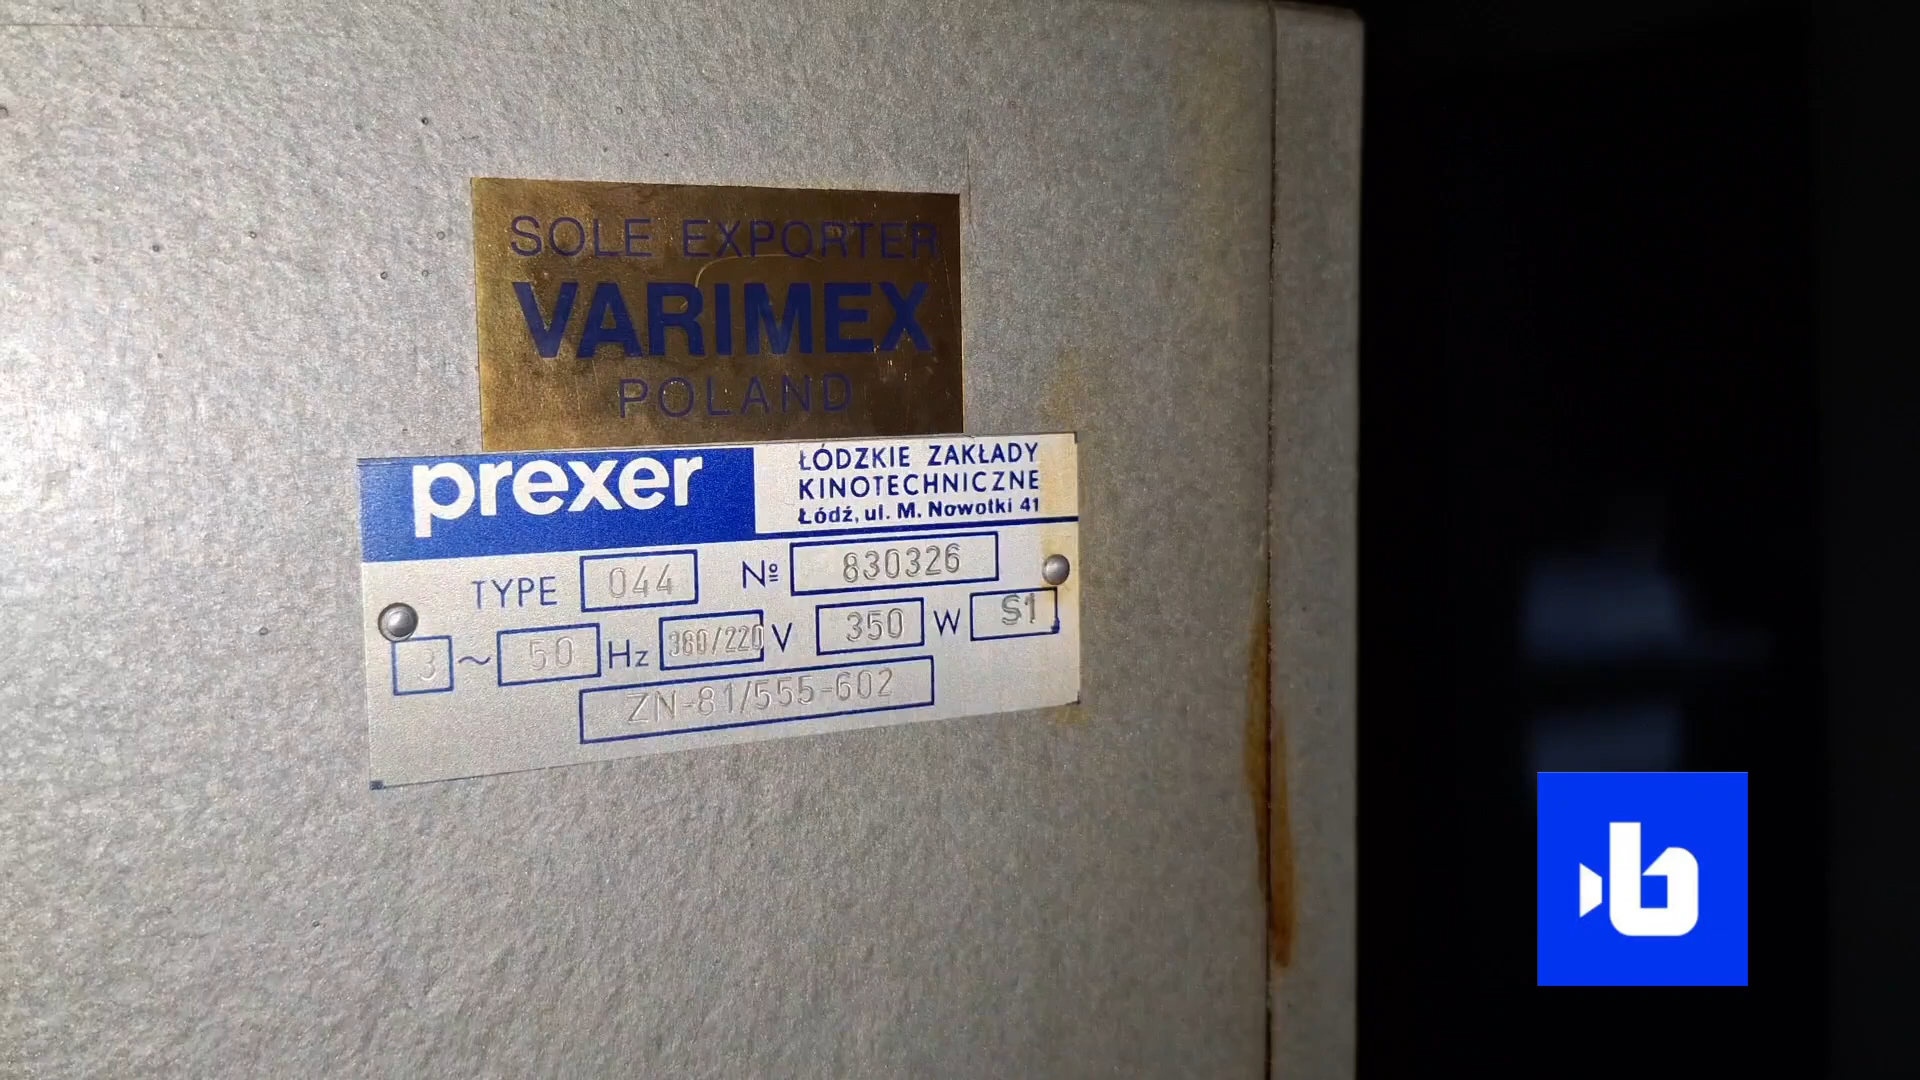 SOLE EXPORTER
VARIMEX
POLAND
prexer
ŁÓDZKIE ZAKŁADY
KINOTECHNICZNE
Łódź, ul. M. Nowotki 41
TYPE 044 № 830326
3 ~ 50 Hz 380/220 V 350 W S1
ZN-81/555-602
b